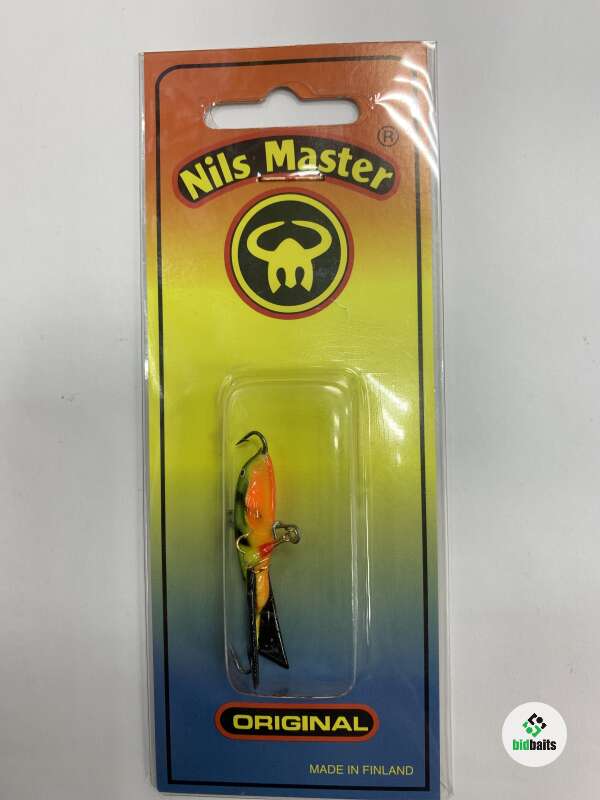 ®
Nils Master
ORIGINAL
MADE IN FINLAND
bidbaits